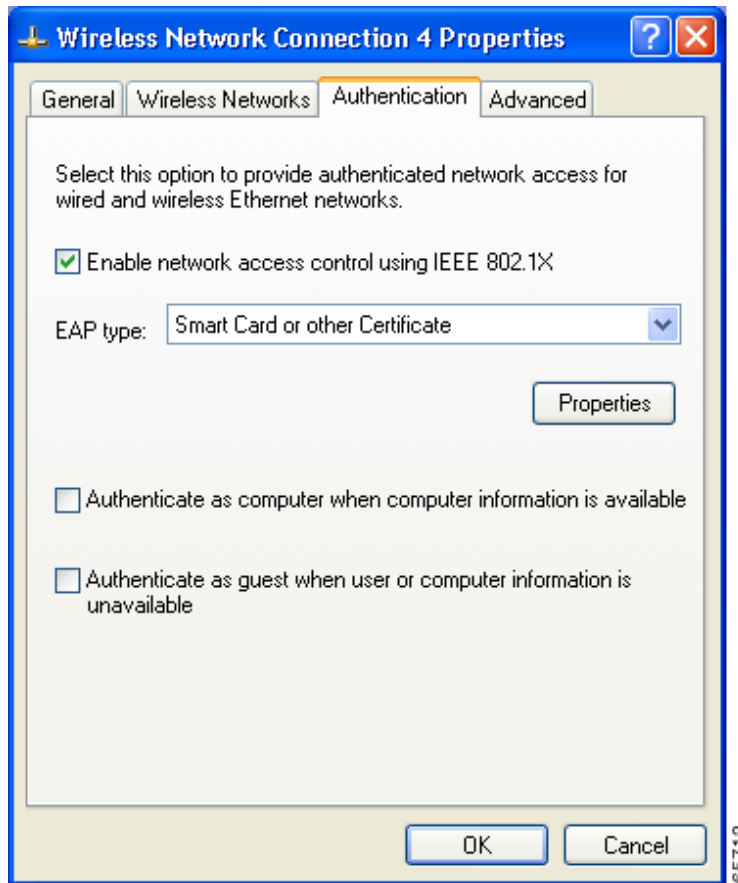 Wireless Network Connection 4 Properties
General
Wireless Networks
Authentication
Advanced
Select this option to provide authenticated network access for
wired and wireless Ethernet networks.
Enable network access control using IEEE 802.1X
EAP type:
Smart Card or other Certificate
Properties
Authenticate as computer when computer information is available
Authenticate as guest when user or computer information is
unavailable
OK
Cancel